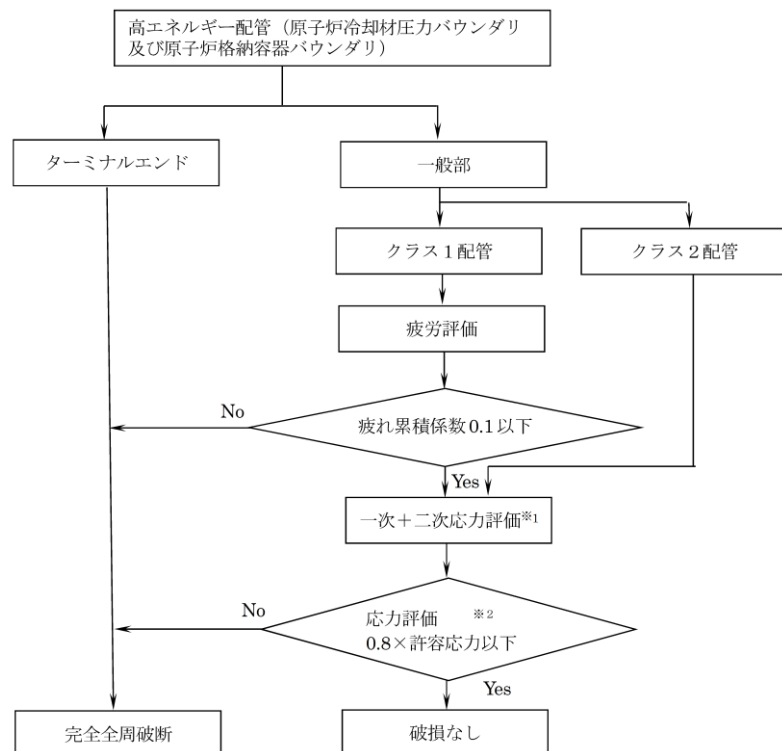 高エネルギー配管（原子炉冷却材圧力バウンダリ
及び原子炉格納容器バウンダリ）
ターミナルエンド
一般部
クラス１配管
クラス２配管
疲労評価
No
疲れ累積係数0.1以下
Yes
一次＋二次応力評価※1
No
応力評価　※2
0.8×許容応力以下
Yes
完全全周破断
破損なし